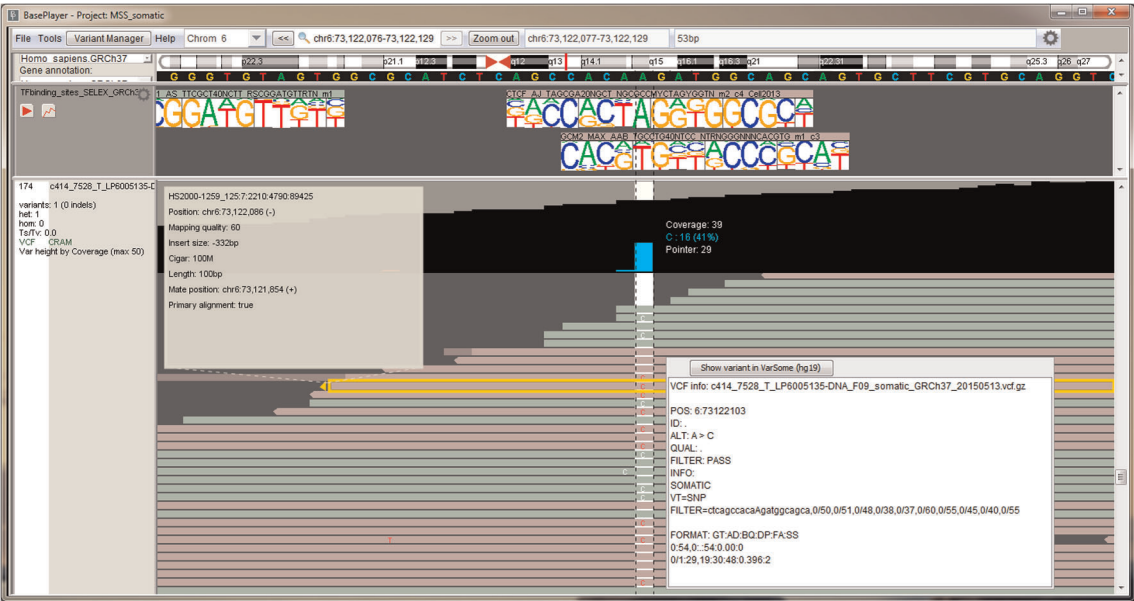 BasePlayer - Project: MSS_somatic
File Tools Variant Manager Help Chrom 6 << chr6:73,122,076-73,122,129 >> Zoom out chr6:73,122,077-73,122,129 53bp
Homo_sapiens.GRCh37
Gene annotation:
p22.3 p21.1 p12.3 q12 q13 q14.1 q15 q16.1 q16.3 q21 q22.31 q25.3 q26 q27
G G G T G T A G T G G C G C A T C T C A G C C A C A A G A T G G C A G C A G T G C T T C G T G C A G G T C
TFbinding_sites_SELEX_GRCh3
CTCF_AJ_TAGCGA20NGCT_NGCGCCMYCTAGYGGTN_m2_c4_Cell2013
GCM2_MAX_AAB_TGCCTG40NTCC_NTRNGGGNNNCACGTG_m1_c3
174 c414_7528_T_LP6005135-D
variants: 1 (0 indels)
het: 1
hom: 0
Ts/Tv: 0.0
VCF CRAM
Var height by Coverage (max 50)
HS2000-1259_125:7:2210:4790:89425
Position: chr6:73,122,086 (-)
Mapping quality: 60
Insert size: -332bp
Cigar: 100M
Length: 100bp
Mate position: chr6:73,121,854 (+)
Primary alignment: true
Coverage: 39
C : 16 (41%)
Pointer: 29
Show variant in VarSome (hg19)
VCF info: c414_7528_T_LP6005135-DNA_F09_somatic_GRCh37_20150513.vcf.gz
POS: 6:73122103
ID: .
ALT: A > C
QUAL: .
FILTER: PASS
INFO:
SOMATIC
VT=SNP
FILTER=ctcagccacaAgatggcagca,0/50,0/51,0/48,0/38,0/37,0/60,0/55,0/45,0/40,0/55
FORMAT: GT:AD:BQ:DP:FA:SS
0:54,0:.:54:0.00:0
0/1:29,19:30:48:0.396:2